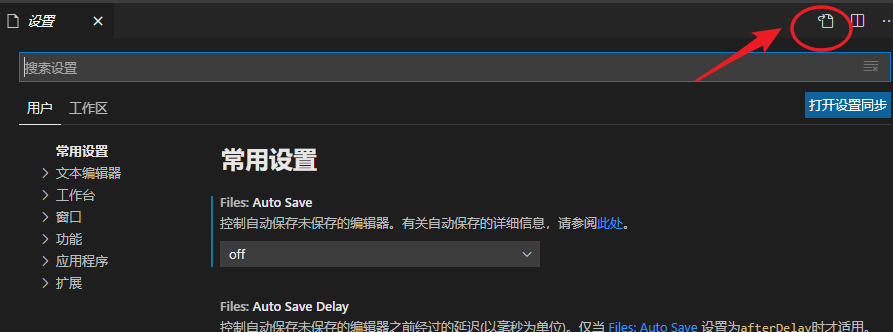 设置
搜索设置
用户 工作区
打开设置同步
常用设置
文本编辑器
工作台
窗口
功能
应用程序
扩展
常用设置
Files: Auto Save
控制自动保存未保存的编辑器。有关自动保存的详细信息，请参阅此处。
off
Files: Auto Save Delay
控制自动保存未保存的编辑器之前经过的延迟(以毫秒为单位)。仅当 Files: Auto Save 设置为afterDelay时才适用。